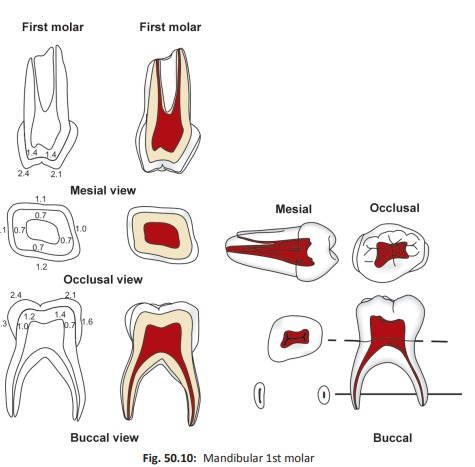 First molar
First molar
1.4
1.4
2.4
2.1
Mesial view
1.1
0.7
0.7
0.7
0.7
1.0
1.2
Mesial
Occlusal
Occlusal view
2.4
2.1
1.2
1.4
1.0
0.7
1.6
Buccal view
Buccal
Fig. 50.10: Mandibular 1st molar